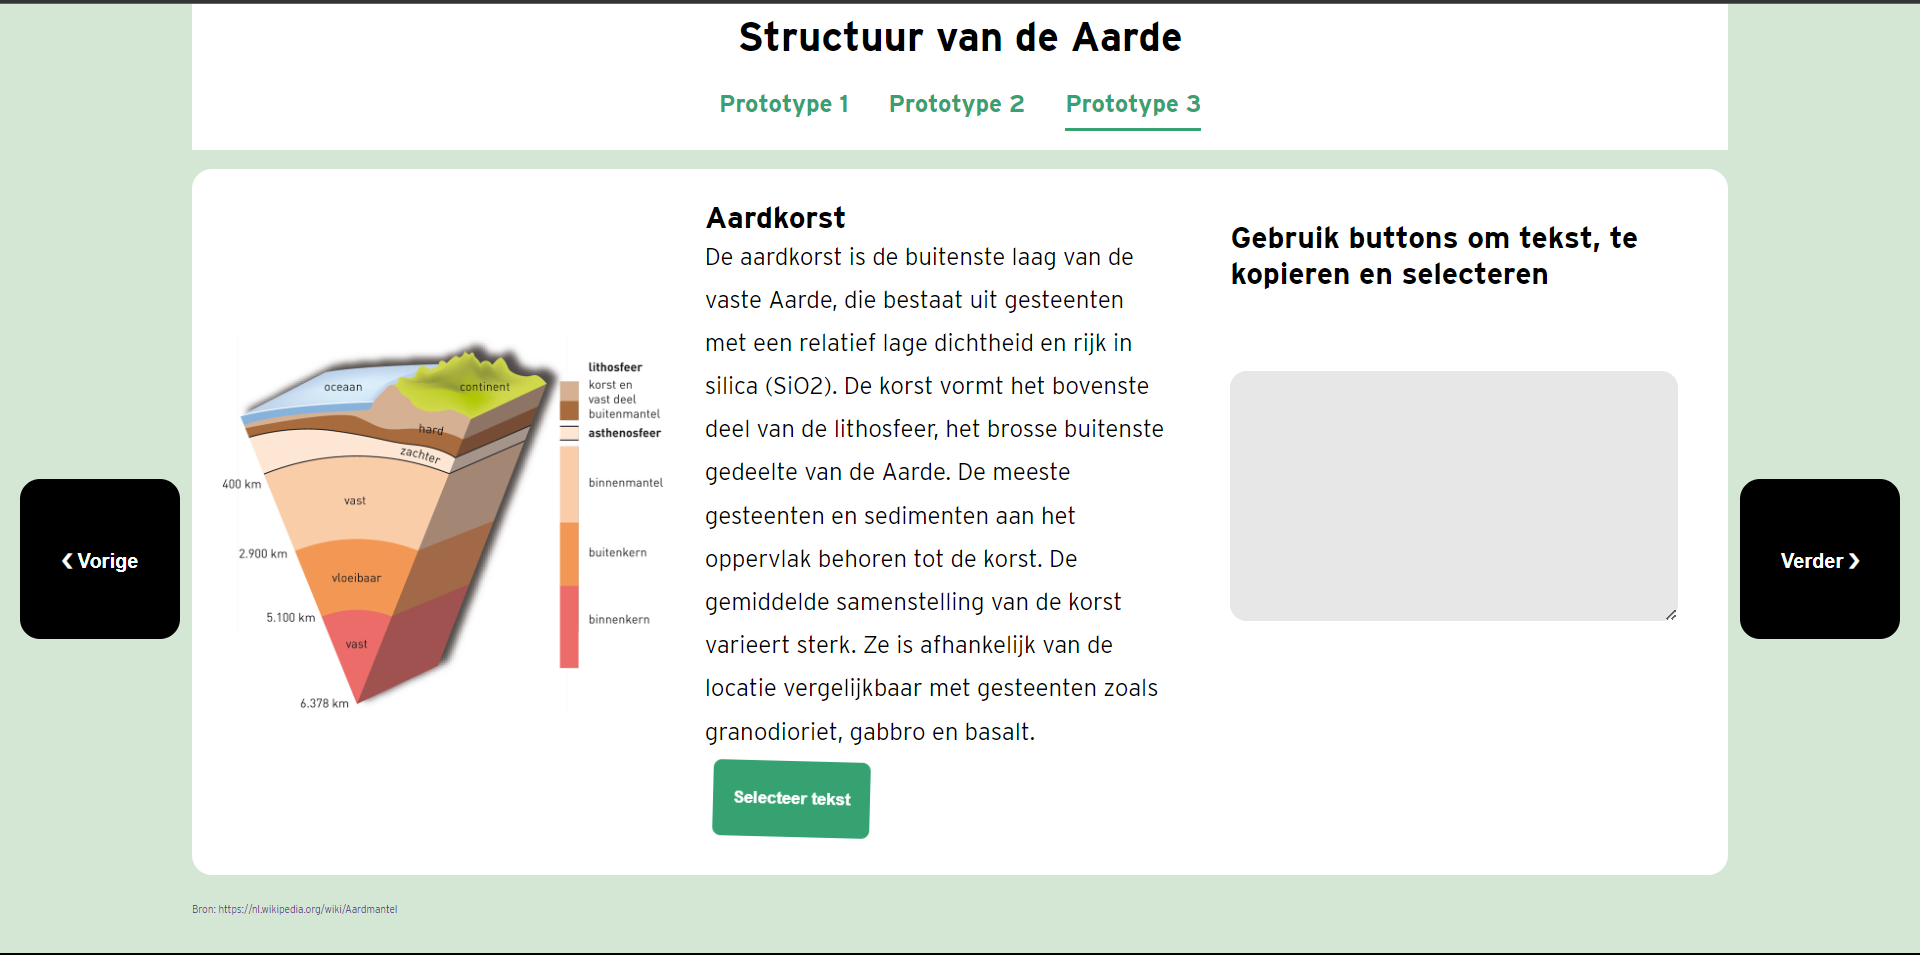 Structuur van de Aarde
Prototype 1 Prototype 2 Prototype 3
❮ Vorige
oceaan
continent
hard
zachter
400 km
vast
2.900 km
vloeibaar
5.100 km
vast
6.378 km
lithosfeer
korst en
vast deel
buitenmantel
asthenosfeer
binnenmantel
buitenkern
binnenkern
Aardkorst
De aardkorst is de buitenste laag van de
vaste Aarde, die bestaat uit gesteenten
met een relatief lage dichtheid en rijk in
silica (SiO2). De korst vormt het bovenste
deel van de lithosfeer, het brosse buitenste
gedeelte van de Aarde. De meeste
gesteenten en sedimenten aan het
oppervlak behoren tot de korst. De
gemiddelde samenstelling van de korst
varieert sterk. Ze is afhankelijk van de
locatie vergelijkbaar met gesteenten zoals
granodioriet, gabbro en basalt.
Selecteer tekst
Gebruik buttons om tekst, te
kopieren en selecteren
Verder ❯
Bron: https://nl.wikipedia.org/wiki/Aardmantel